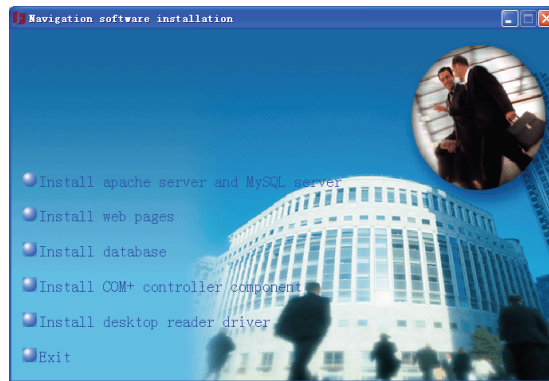 Navigation software installation
Install apache server and MySQL server
Install web pages
Install database
Install COM+ controller component
Install desktop reader driver
Exit